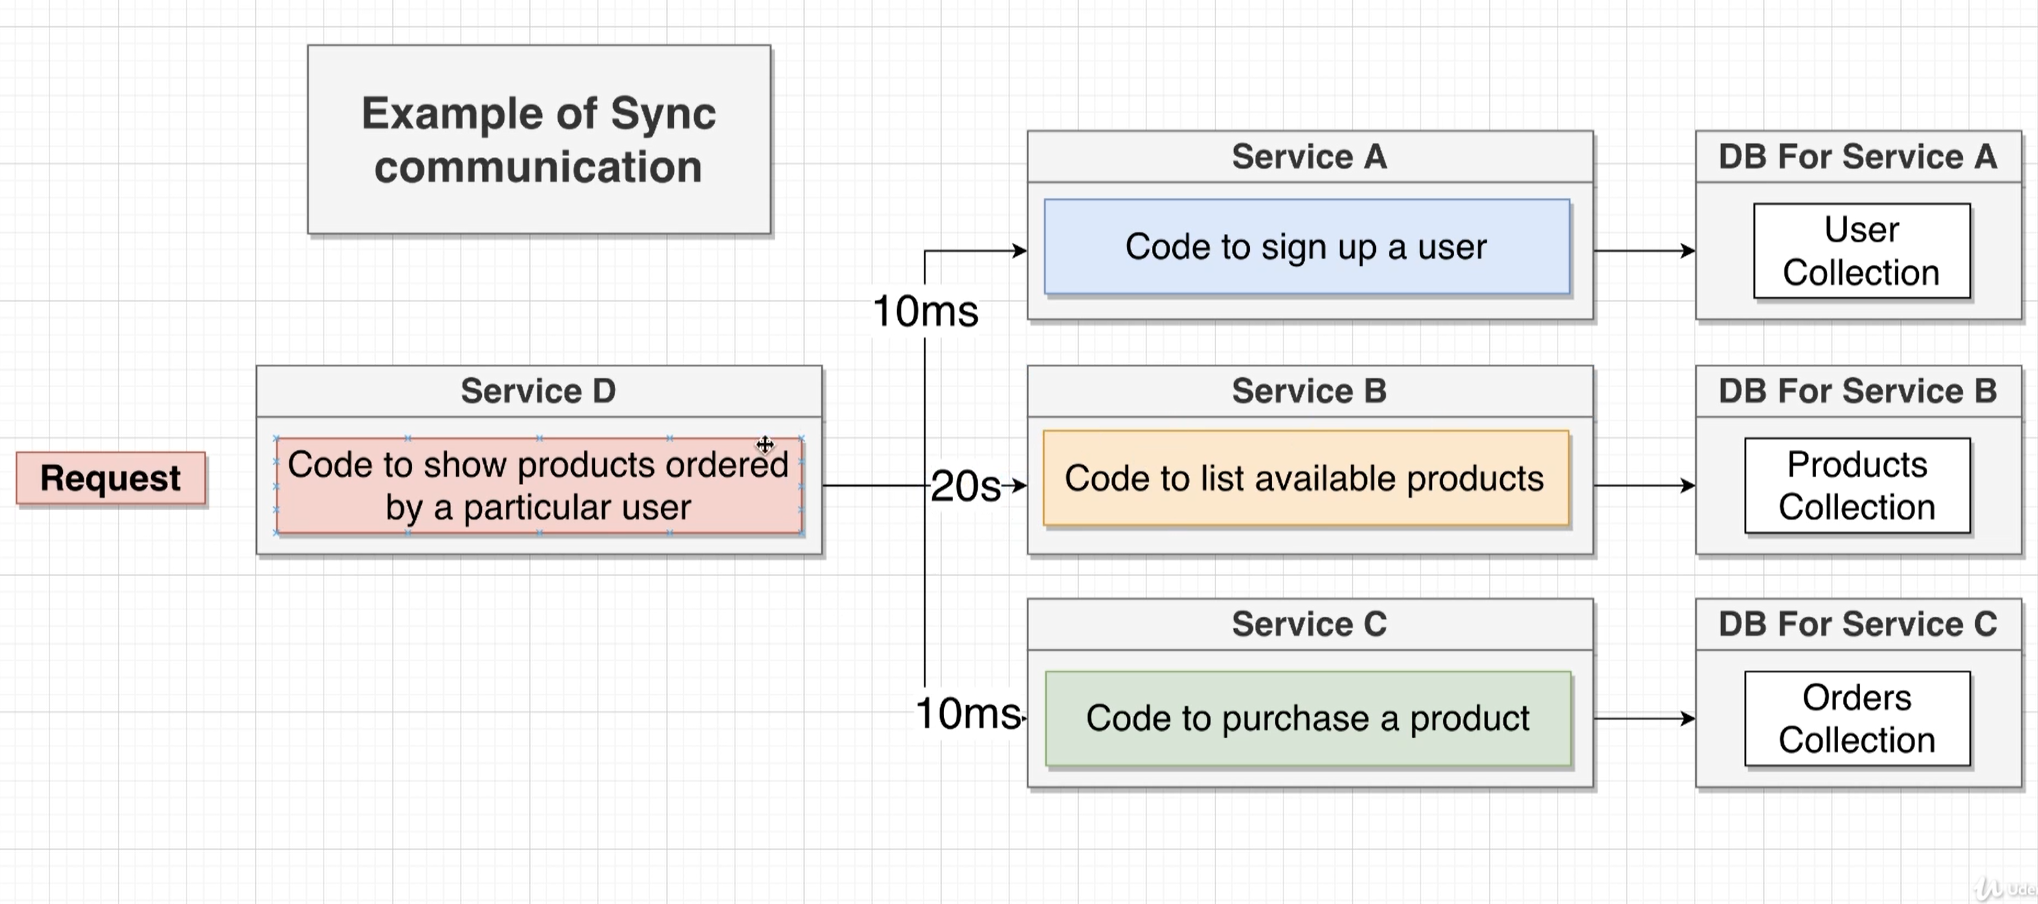 Example of Sync
communication
Service A
Code to sign up a user
DB For Service A
User
Collection
10ms
Service D
Code to show products ordered
by a particular user
Request
20s
Service B
Code to list available products
DB For Service B
Products
Collection
10ms
Service C
Code to purchase a product
DB For Service C
Orders
Collection
Ude